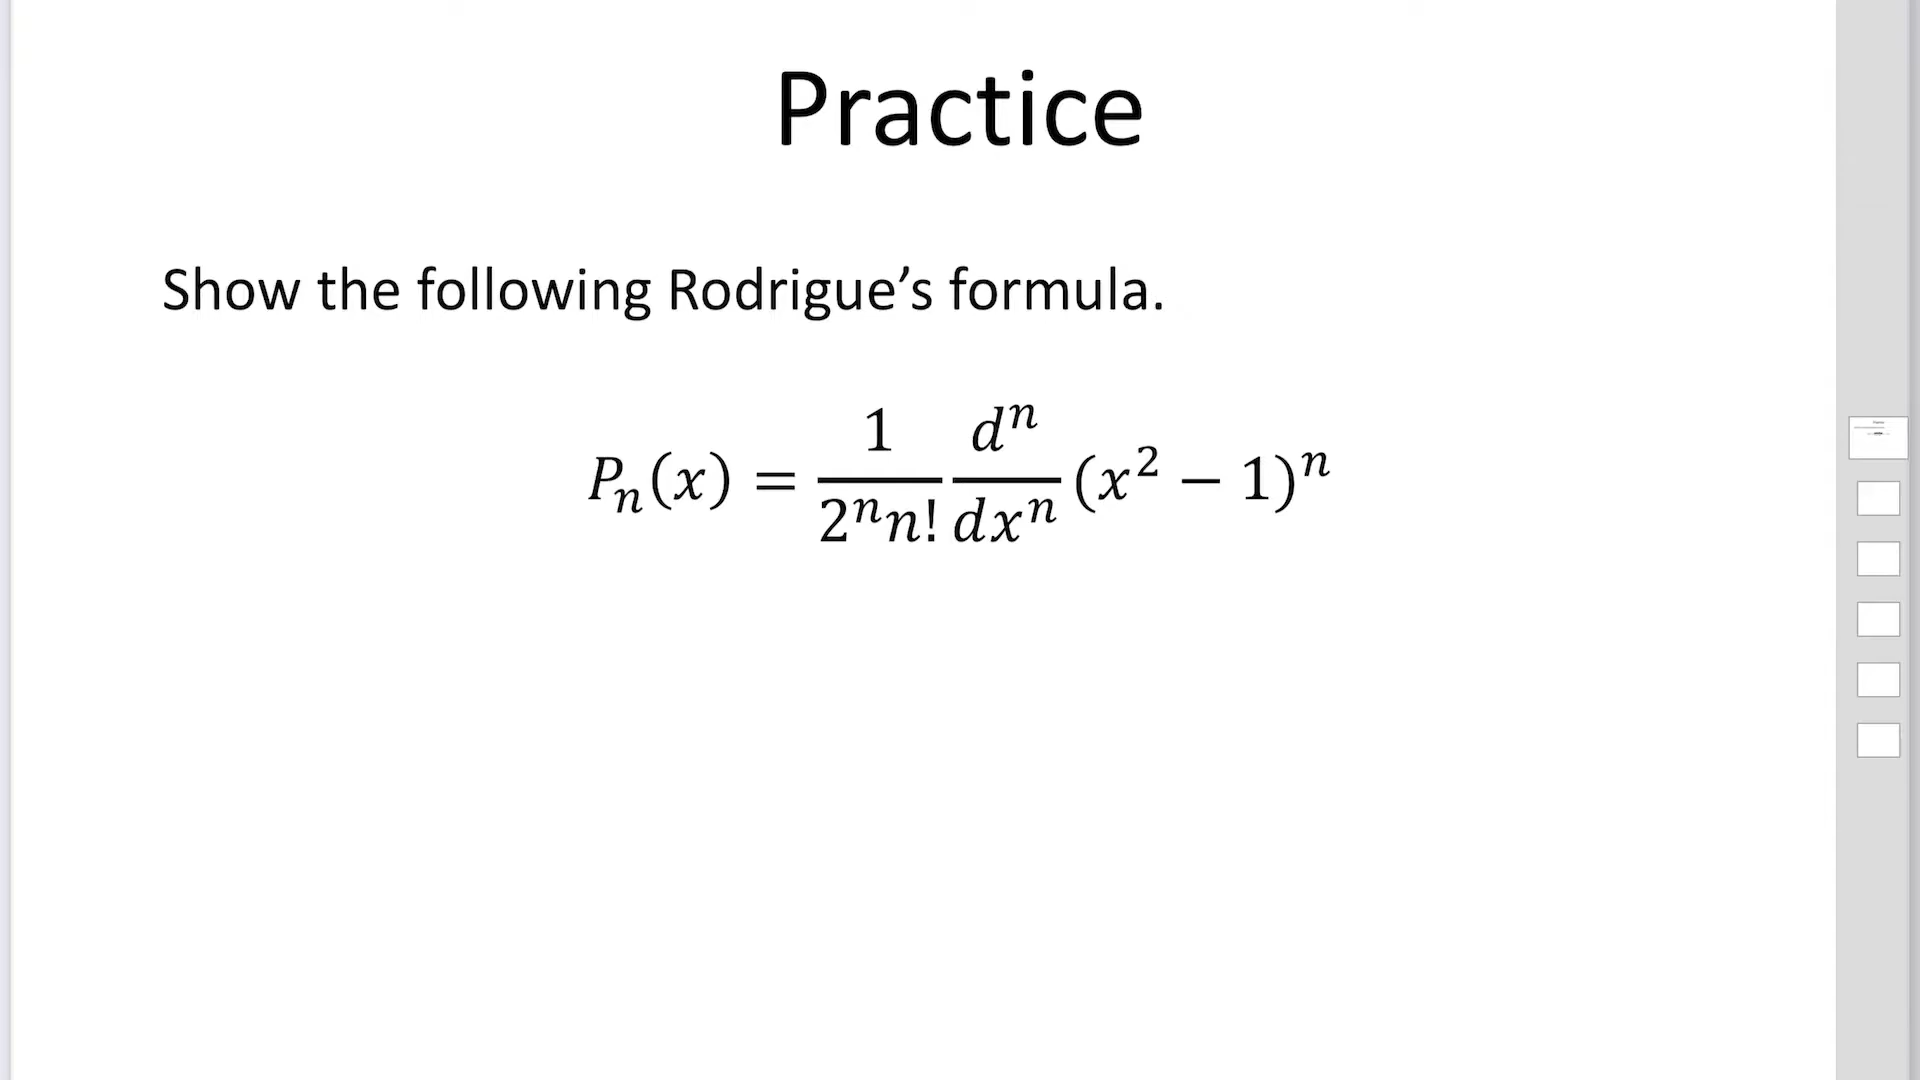 Practice
Show the following Rodrigue’s formula.
$P_n(x) = \frac{1}{2^n n!} \frac{d^n}{dx^n} (x^2 - 1)^n$